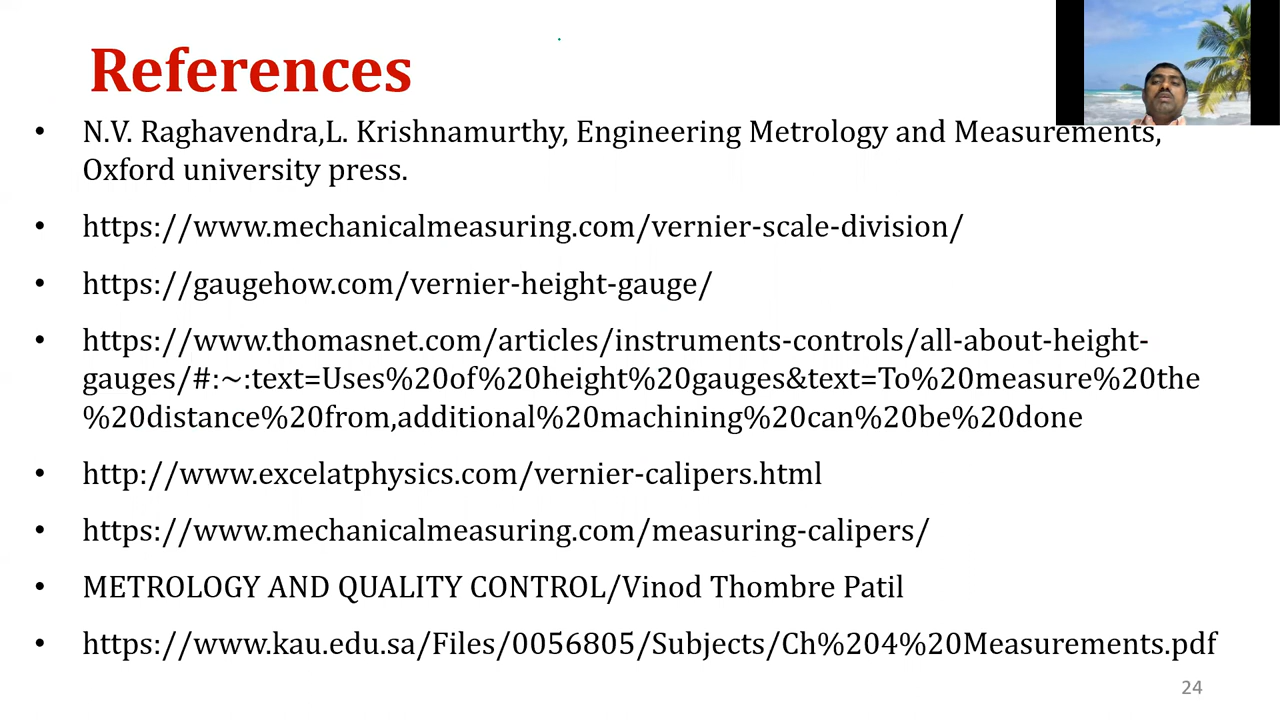 References
• N.V. Raghavendra,L. Krishnamurthy, Engineering Metrology and Measurements,
Oxford university press.
• https://www.mechanicalmeasuring.com/vernier-scale-division/
• https://gaugehow.com/vernier-height-gauge/
• https://www.thomasnet.com/articles/instruments-controls/all-about-height-
gauges/#:~:text=Uses%20of%20height%20gauges&text=To%20measure%20the
%20distance%20from,additional%20machining%20can%20be%20done
• http://www.excelatphysics.com/vernier-calipers.html
• https://www.mechanicalmeasuring.com/measuring-calipers/
• METROLOGY AND QUALITY CONTROL/Vinod Thombre Patil
• https://www.kau.edu.sa/Files/0056805/Subjects/Ch%204%20Measurements.pdf
24